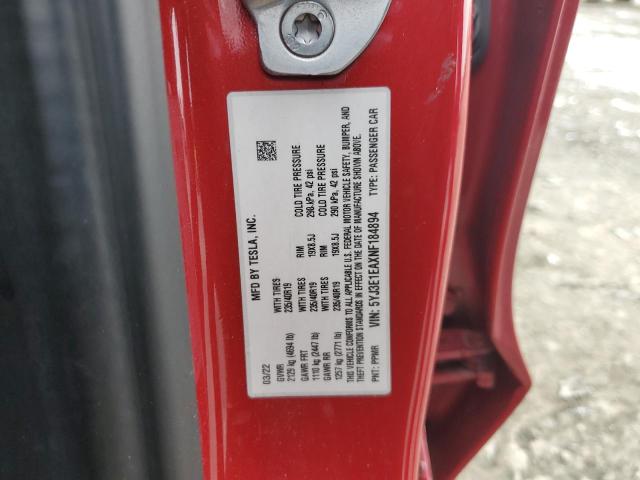 MFD BY TESLA, INC.
03/22
GVWR WITH TIRES RIM COLD TIRE PRESSURE
2129 kg (4694 lb) 235/40R19 19X8.5J 290 kPa, 42 psi
GAWR FRT WITH TIRES RIM COLD TIRE PRESSURE
1110 kg (2447 lb) 235/40R19 19X8.5J 290 kPa, 42 psi
GAWR RR
1257 kg (2771 lb) 235/40R19
THIS VEHICLE CONFORMS TO ALL APPLICABLE U.S. FEDERAL MOTOR VEHICLE SAFETY, BUMPER, AND
THEFT PREVENTION STANDARDS IN EFFECT ON THE DATE OF MANUFACTURE SHOWN ABOVE.
PNT: PPMR VIN: 5YJ3E1EAXNF184894 TYPE: PASSENGER CAR